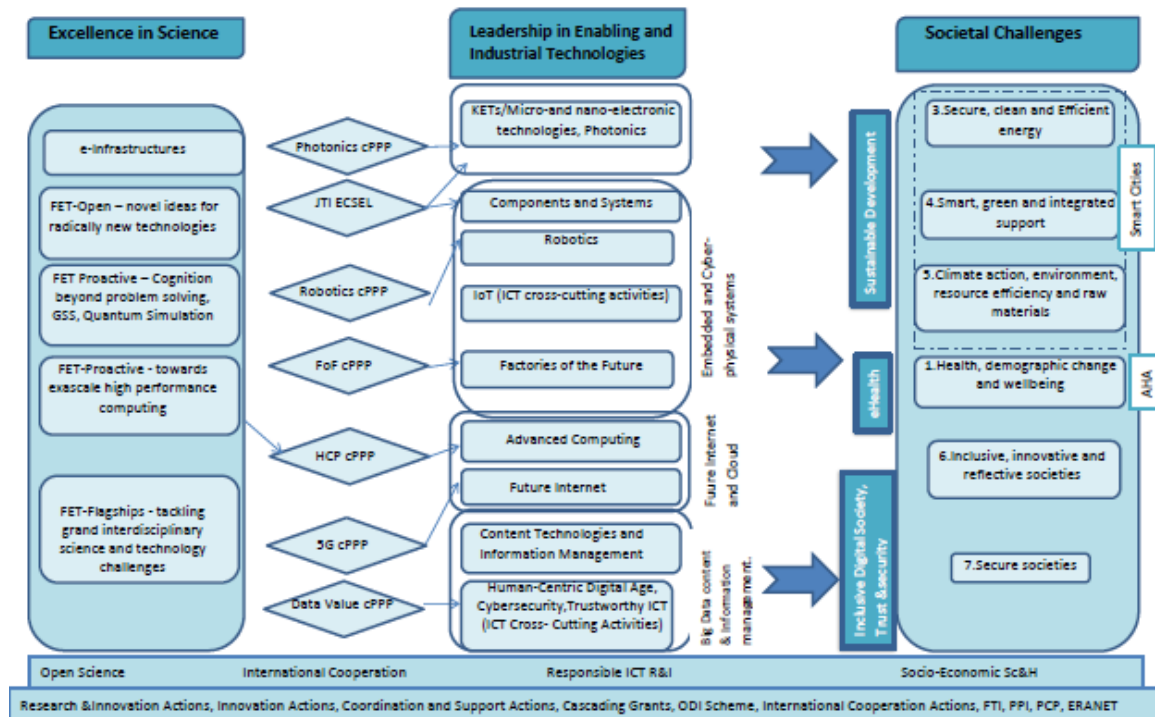 Excellence in Science
Leadership in Enabling and
Industrial Technologies
Societal Challenges
e-Infrastructures
FET-Open – novel ideas for
radically new technologies
FET Proactive – Cognition
beyond problem solving,
GSS, Quantum Simulation
FET-Proactive - towards
exascale high performance
computing
FET-Flagships - tackling
grand interdisciplinary
science and technology
challenges
Photonics cPPP
JTI ECSEL
Robotics cPPP
FoF cPPP
HCP cPPP
5G cPPP
Data Value cPPP
KETs/Micro-and nano-electronic
technologies, Photonics
Components and Systems
Robotics
IoT (ICT cross-cutting activities)
Factories of the Future
Advanced Computing
Future Internet
Content Technologies and
Information Management
Human-Centric Digital Age,
Cybersecurity,Trustworthy ICT
(ICT Cross- Cutting Activities)
Embedded and Cyber-
physical systems
Fuure Internet
and Cloud
Big Data content
& Information
management.
Sustainable Development
eHealth
Inclusive Digital Society,
Trust &security
3.Secure, clean and Efficient
energy
4.Smart, green and integrated
support
5.Climate action, environment,
resource efficiency and raw
materials
1.Health, demographic change
and wellbeing
6.Inclusive, innovative and
reflective societies
7.Secure societies
Smart Cities
AHA
Open Science
International Cooperation
Responsible ICT R&I
Socio-Economic Sc&H
Research &Innovation Actions, Innovation Actions, Coordination and Support Actions, Cascading Grants, ODI Scheme, International Cooperation Actions, FTI, PPI, PCP, ERANET